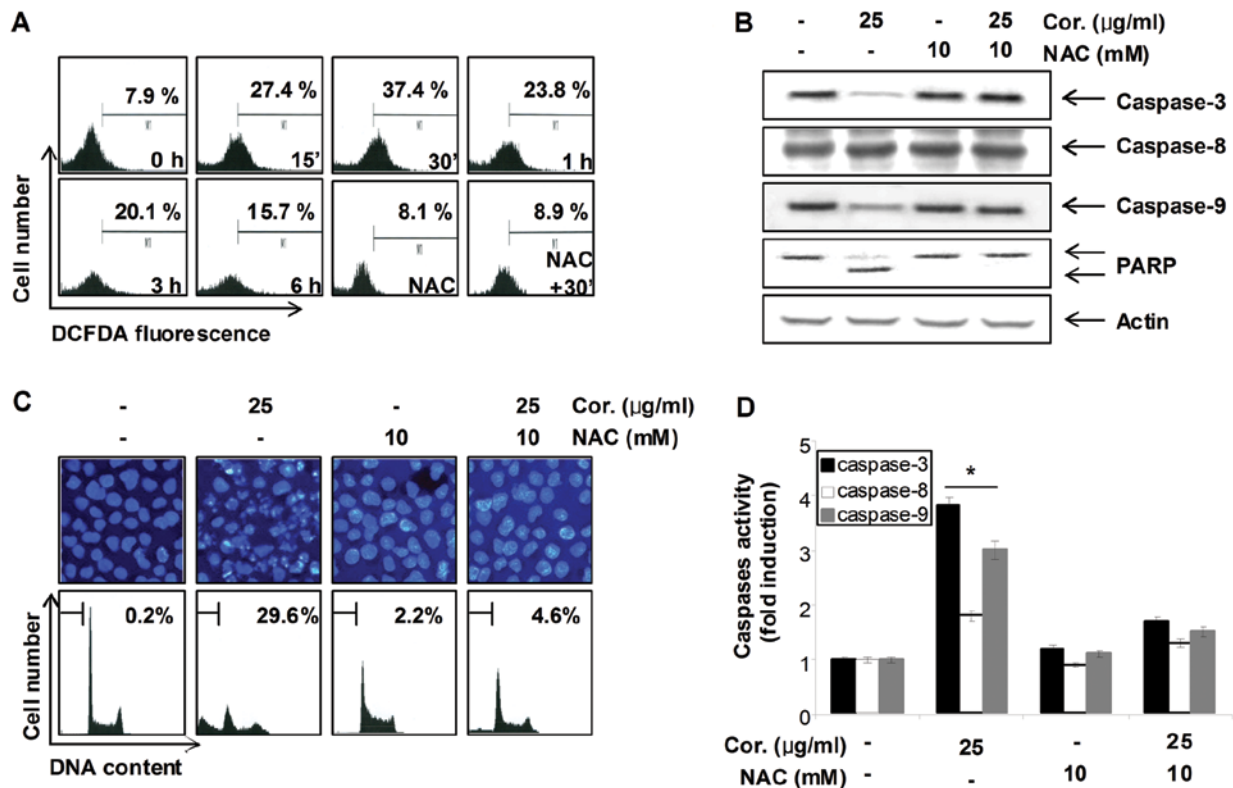 A
7.9 %
27.4 %
37.4 %
23.8 %
0 h
15'
30'
1 h
20.1 %
15.7 %
8.1 %
8.9 %
3 h
6 h
NAC
NAC
+30'
Cell number
DCFDA fluorescence
B
- 25 - 25 Cor. (μg/ml)
- - 10 10 NAC (mM)
Caspase-3
Caspase-8
Caspase-9
PARP
Actin
C
- 25 - 25 Cor. (μg/ml)
- - 10 10 NAC (mM)
0.2%
29.6%
2.2%
4.6%
Cell number
DNA content
D
Caspases activity
(fold induction)
5
4
3
2
1
0
caspase-3
caspase-8
caspase-9
*
Cor. (μg/ml) - 25 - 25
NAC (mM) - - 10 10